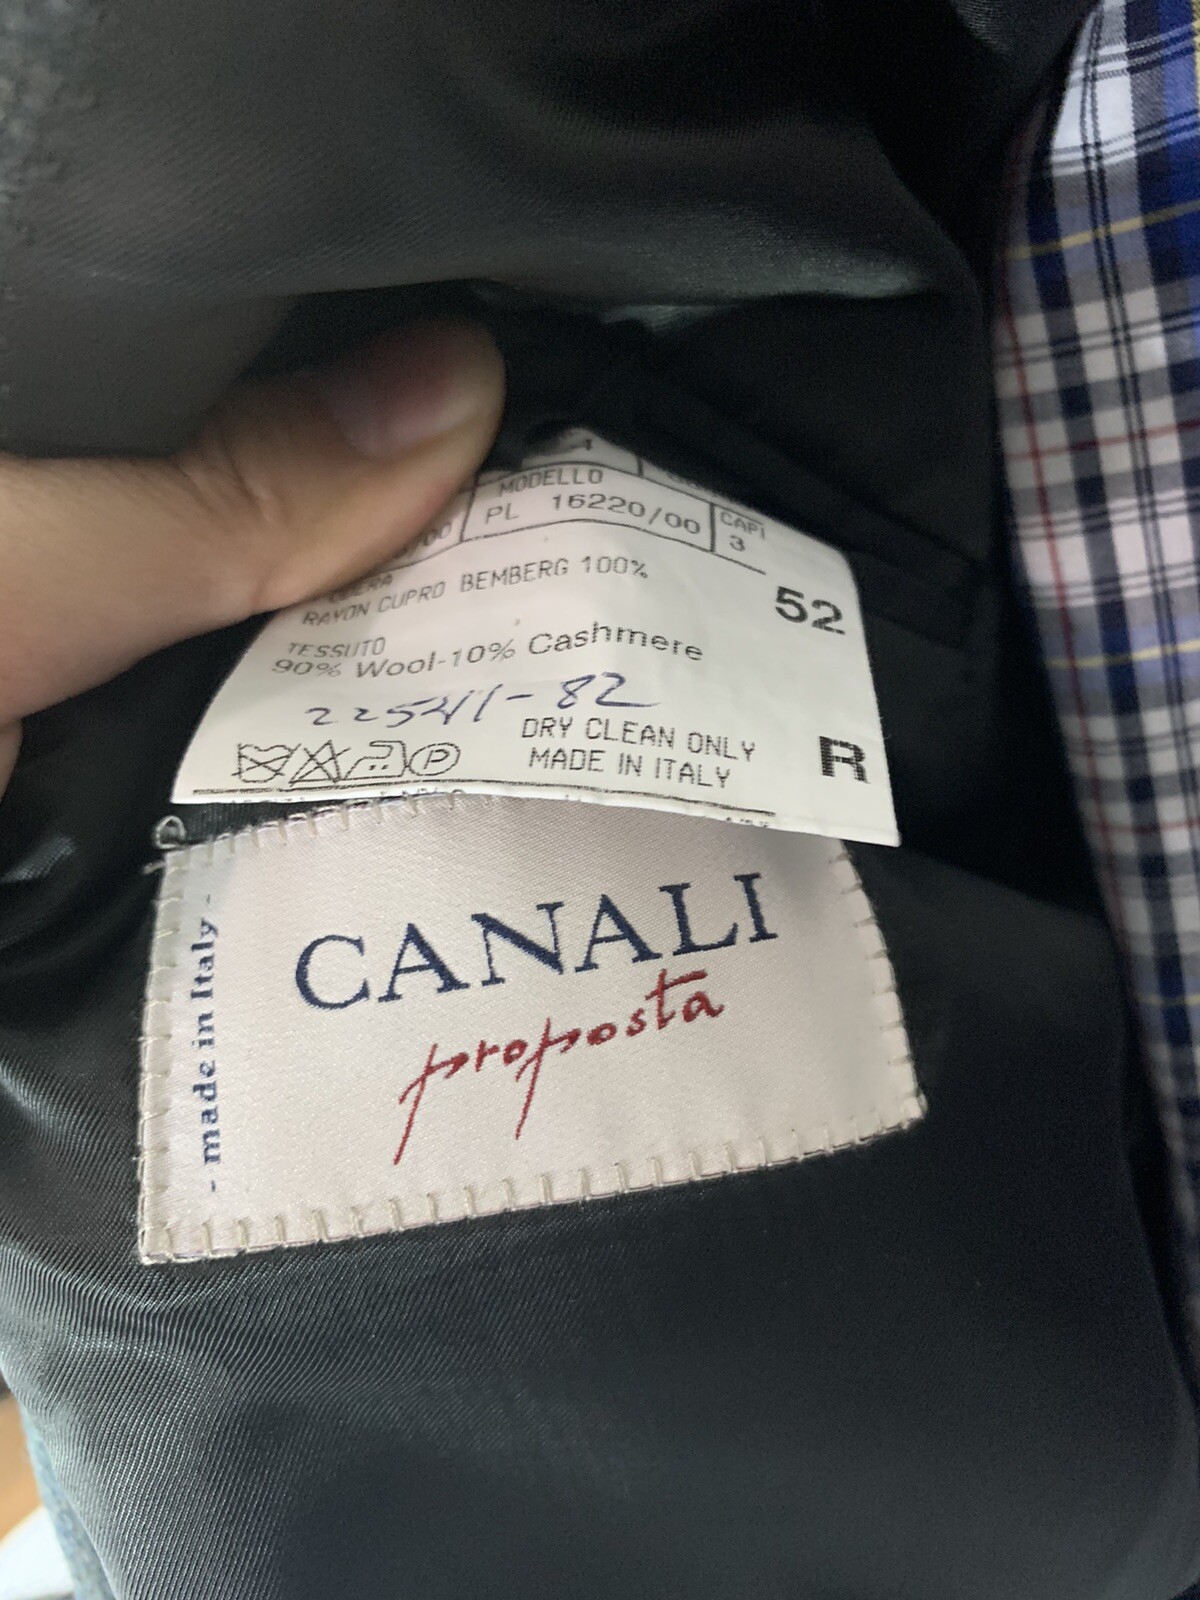 MODELLO
PL 16220/00
CAPI
3
RAYON CUPRO BEMBERG 100%
52
TESSUTO
90% Wool-10% Cashmere
22541-82
DRY CLEAN ONLY
MADE IN ITALY
R
P
CANALI
proposta
- made in Italy -